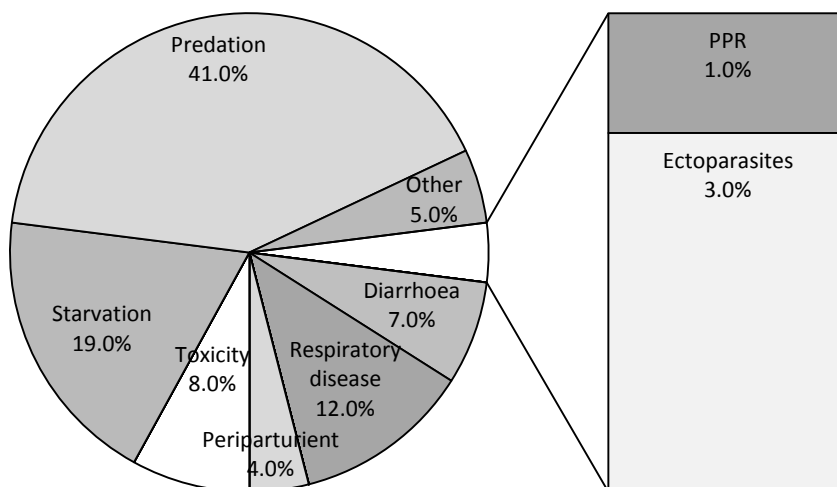 Predation
41.0%
Other
5.0%
Diarrhoea
7.0%
Respiratory
disease
12.0%
Periparturient
4.0%
Toxicity
8.0%
Starvation
19.0%
PPR
1.0%
Ectoparasites
3.0%